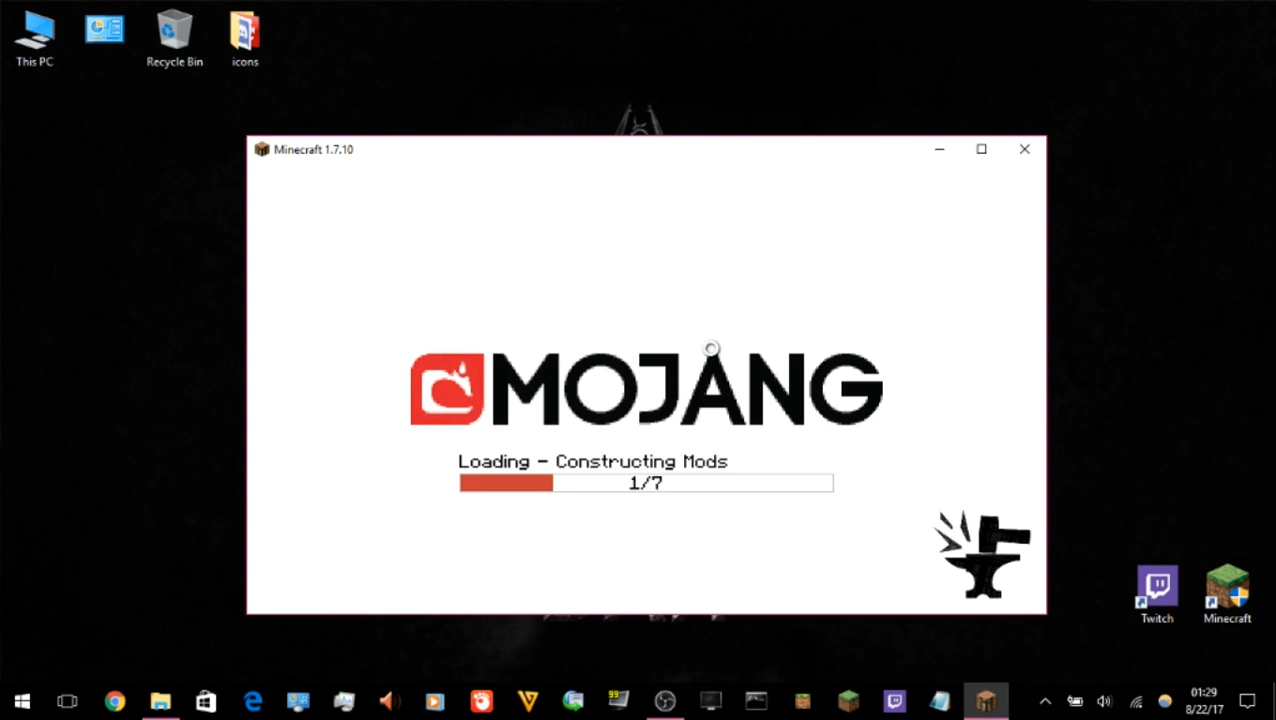 This PC
Recycle Bin
icons
Minecraft 1.7.10
MOJANG
Loading - Constructing Mods
1/7
Twitch
Minecraft
99
01:29
8/22/17